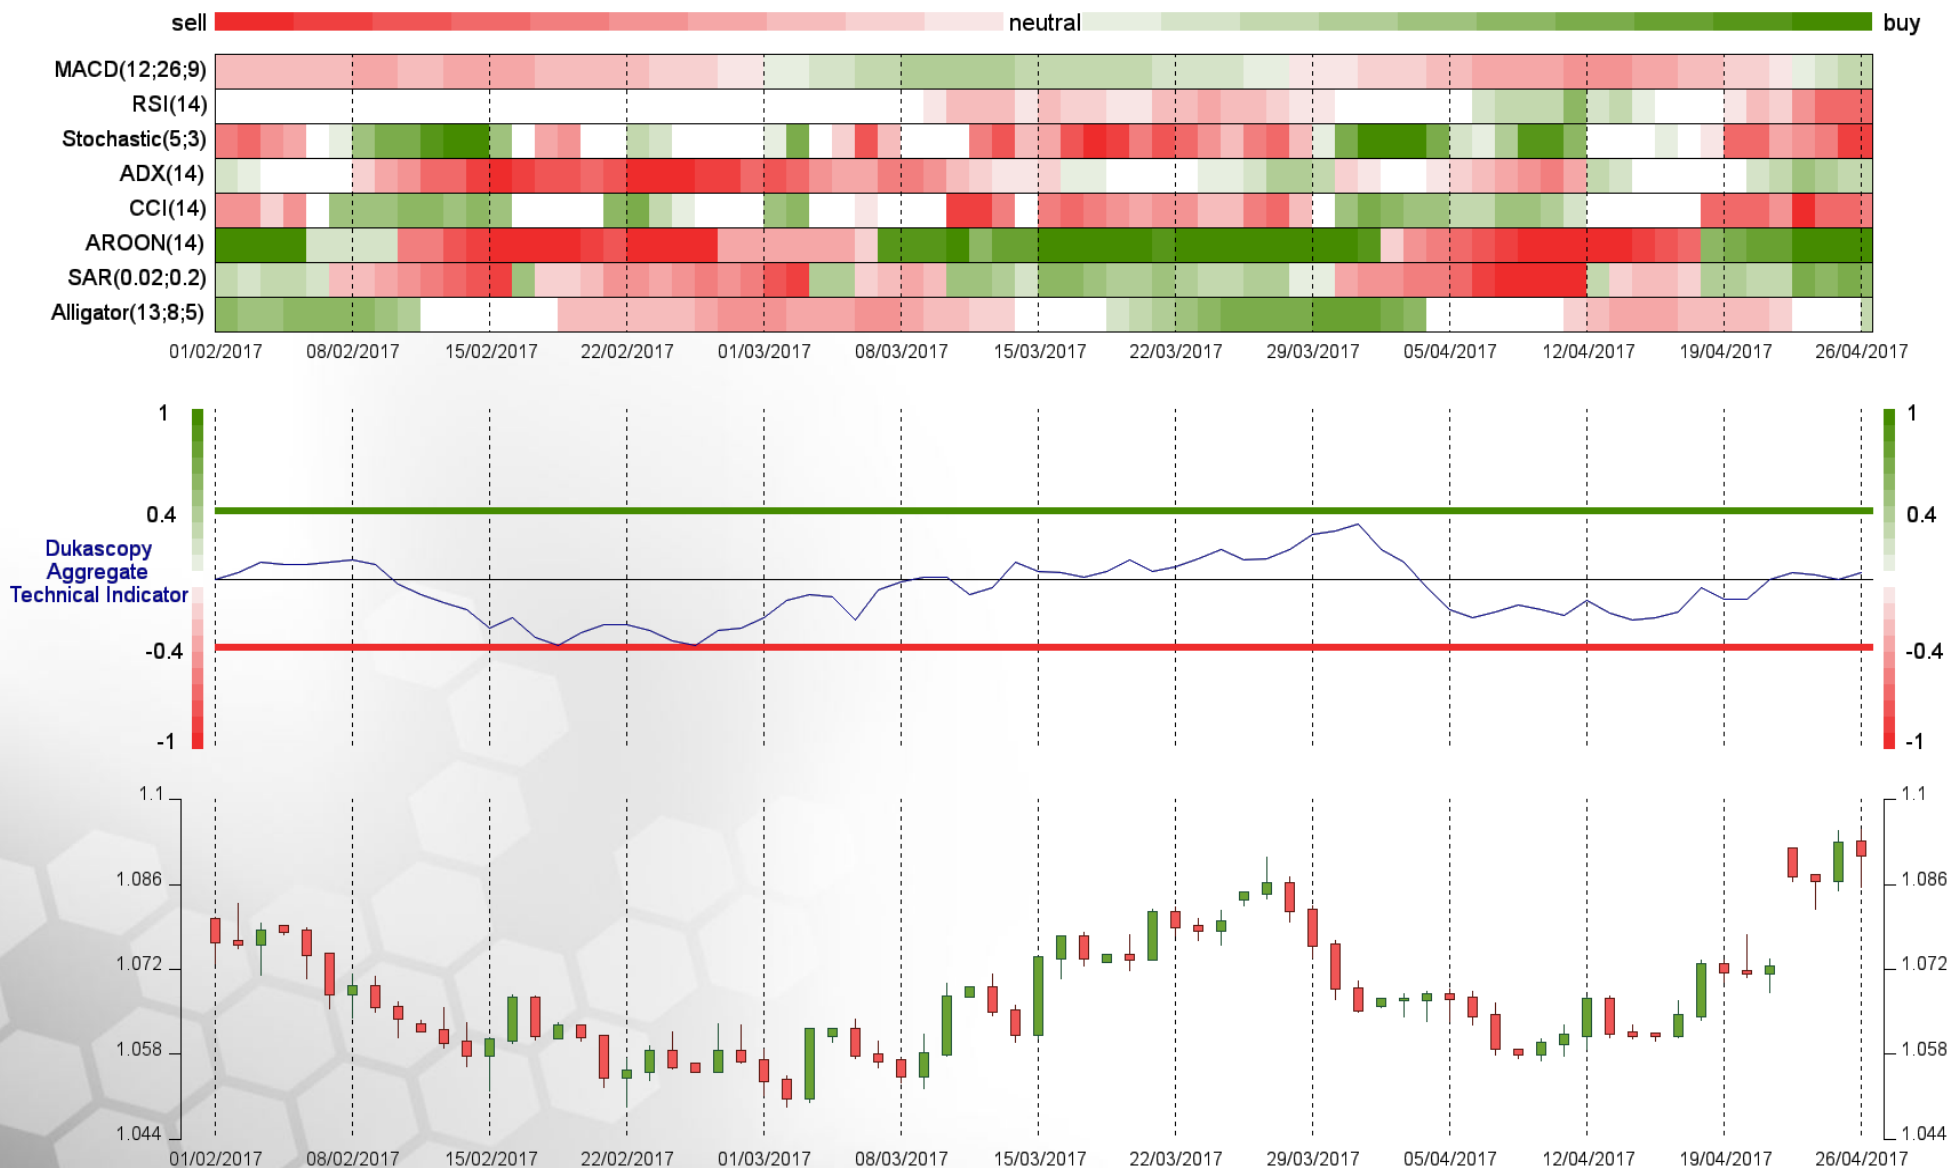 sell neutral buy
MACD(12;26;9)
RSI(14)
Stochastic(5;3)
ADX(14)
CCI(14)
AROON(14)
SAR(0.02;0.2)
Alligator(13;8;5)
01/02/2017 08/02/2017 15/02/2017 22/02/2017 01/03/2017 08/03/2017 15/03/2017 22/03/2017 29/03/2017 05/04/2017 12/04/2017 19/04/2017 26/04/2017
1 1
0.4 0.4
Dukascopy
Aggregate
Technical Indicator
-0.4 -0.4
-1 -1
1.1 1.1
1.086 1.086
1.072 1.072
1.058 1.058
1.044 1.044
01/02/2017 08/02/2017 15/02/2017 22/02/2017 01/03/2017 08/03/2017 15/03/2017 22/03/2017 29/03/2017 05/04/2017 12/04/2017 19/04/2017 26/04/2017